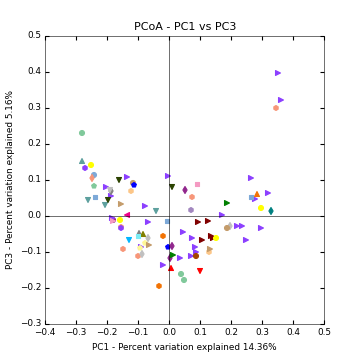 PCoA - PC1 vs PC3
0.5
0.4
0.3
0.2
0.1
0.0
−0.1
−0.2
−0.3
−0.4 −0.3 −0.2 −0.1 0.0 0.1 0.2 0.3 0.4 0.5
PC3 - Percent variation explained 5.16%
PC1 - Percent variation explained 14.36%